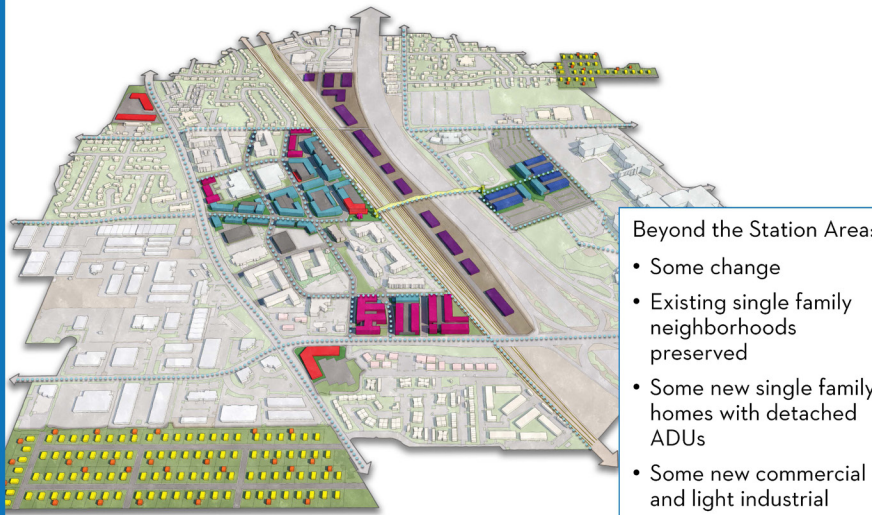 Beyond the Station Areas
• Some change
• Existing single family
neighborhoods
preserved
• Some new single family
homes with detached
ADUs
• Some new commercial
and light industrial